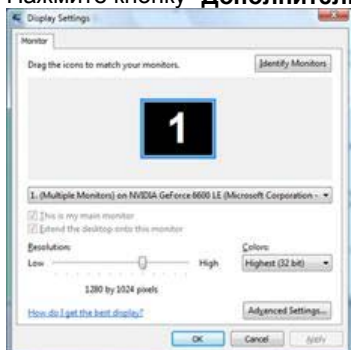 Нажмите кнопку "Дополнител
Display Settings
Monitor
Drag the icons to match your monitors.
Identify Monitors
1
1. (Multiple Monitors) on NVIDIA GeForce 6600 LE (Microsoft Corporation -
This is my main monitor
Extend the desktop onto this monitor
Resolution:
Colors:
Low
High
Highest (32 bit)
1280 by 1024 pixels
How do I get the best display?
Advanced Settings...
OK
Cancel
Apply